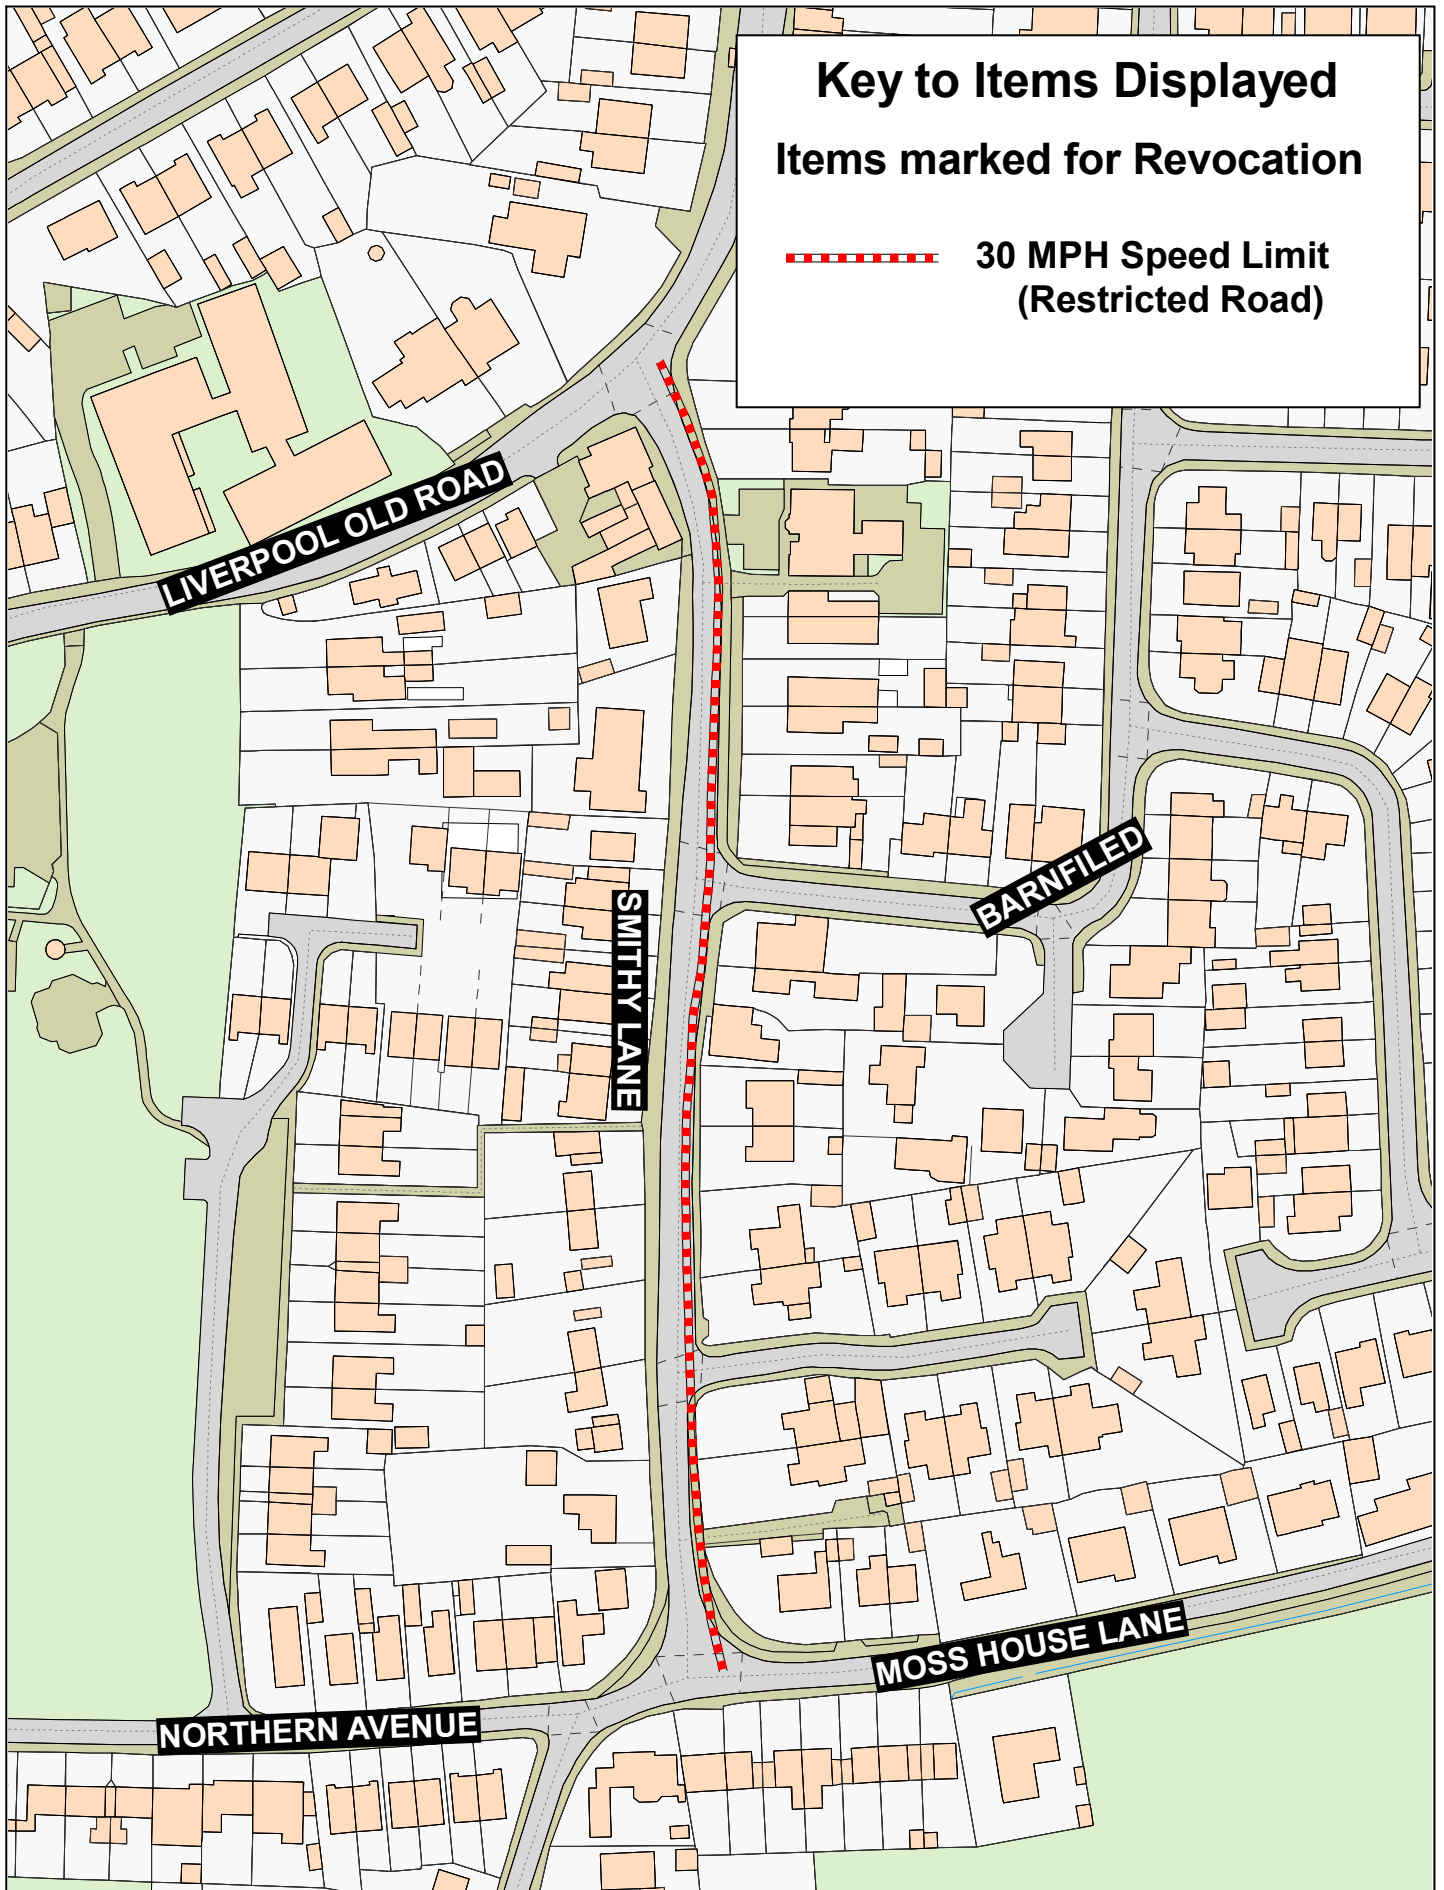 Key to Items Displayed
Items marked for Revocation
30 MPH Speed Limit
(Restricted Road)
LIVERPOOL OLD ROAD
BARNFILED
SMITHY LANE
MOSS HOUSE LANE
NORTHERN AVENUE